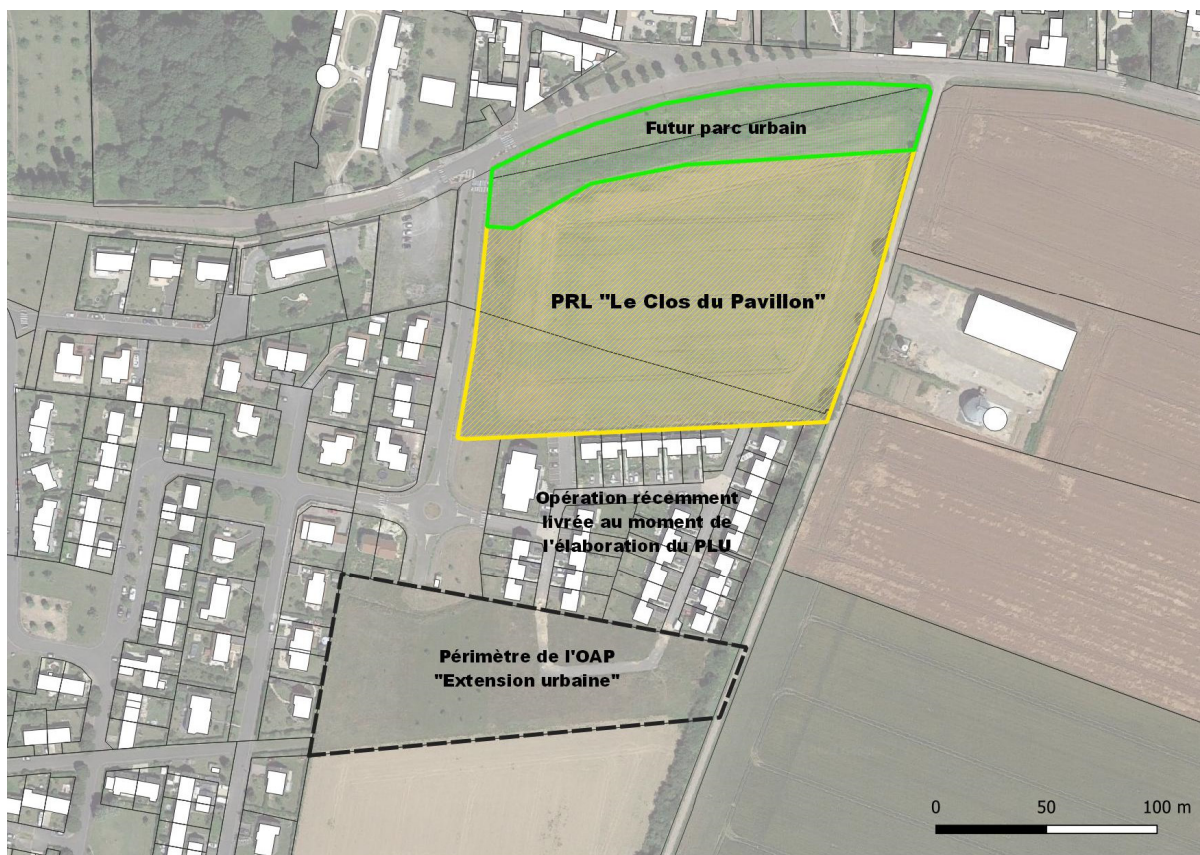 Futur parc urbain
PRL "Le Clos du Pavillon"
Opération récemment
livrée au moment de
l'élaboration du PLU
Périmètre de l'OAP
"Extension urbaine"
0 50 100 m